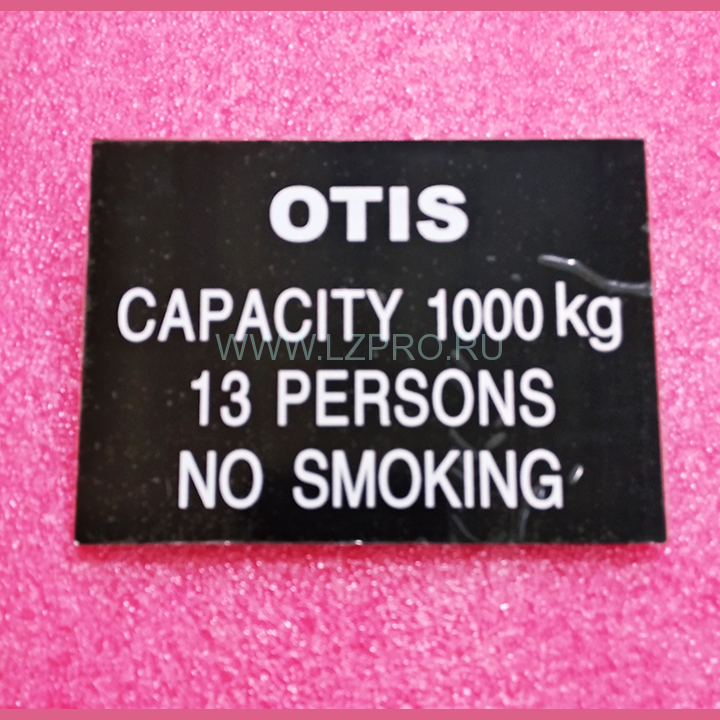 OTIS
CAPACITY 1000 kg
WWW.LZPRO.RU
13 PERSONS
NO SMOKING